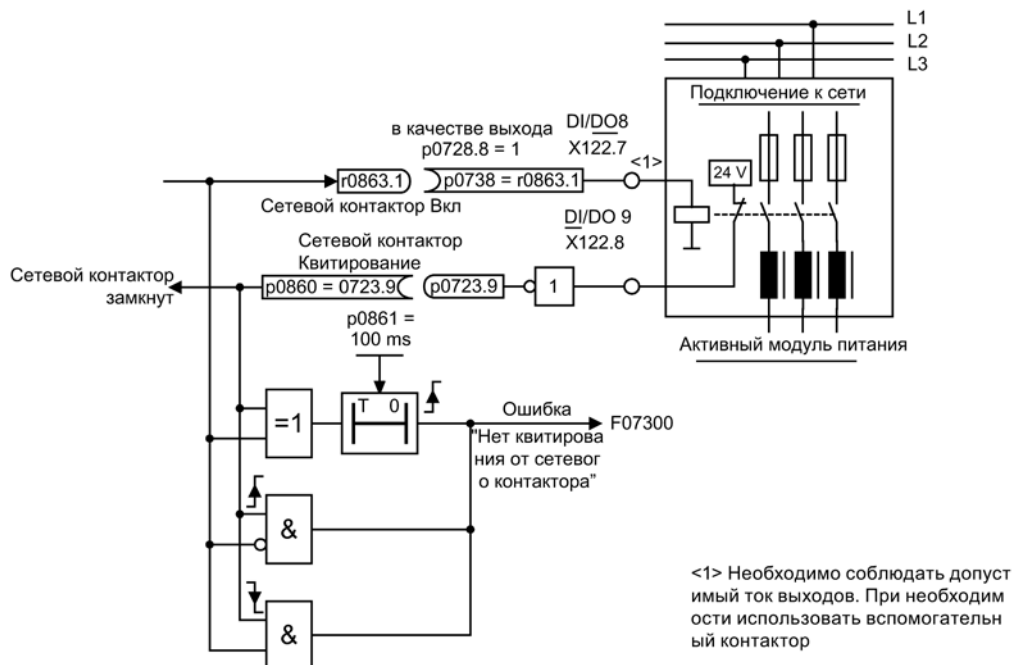 L1
L2
L3
Подключение к сети
в качестве выхода
p0728.8 = 1
DI/DO8
X122.7
<1>
24 V
r0863.1
p0738 = r0863.1
Сетевой контактор Вкл
DI/DO 9
X122.8
Сетевой контактор
Квитирование
Сетевой контактор
замкнут
p0860 = 0723.9
p0723.9
1
p0861 =
100 ms
Активный модуль питания
=1
T 0
Ошибка
F07300
"Нет квитирова
ния от сетевог
о контактора”
&
&
<1> Необходимо соблюдать допуст
имый ток выходов. При необходим
ости использовать вспомогательн
ый контактор